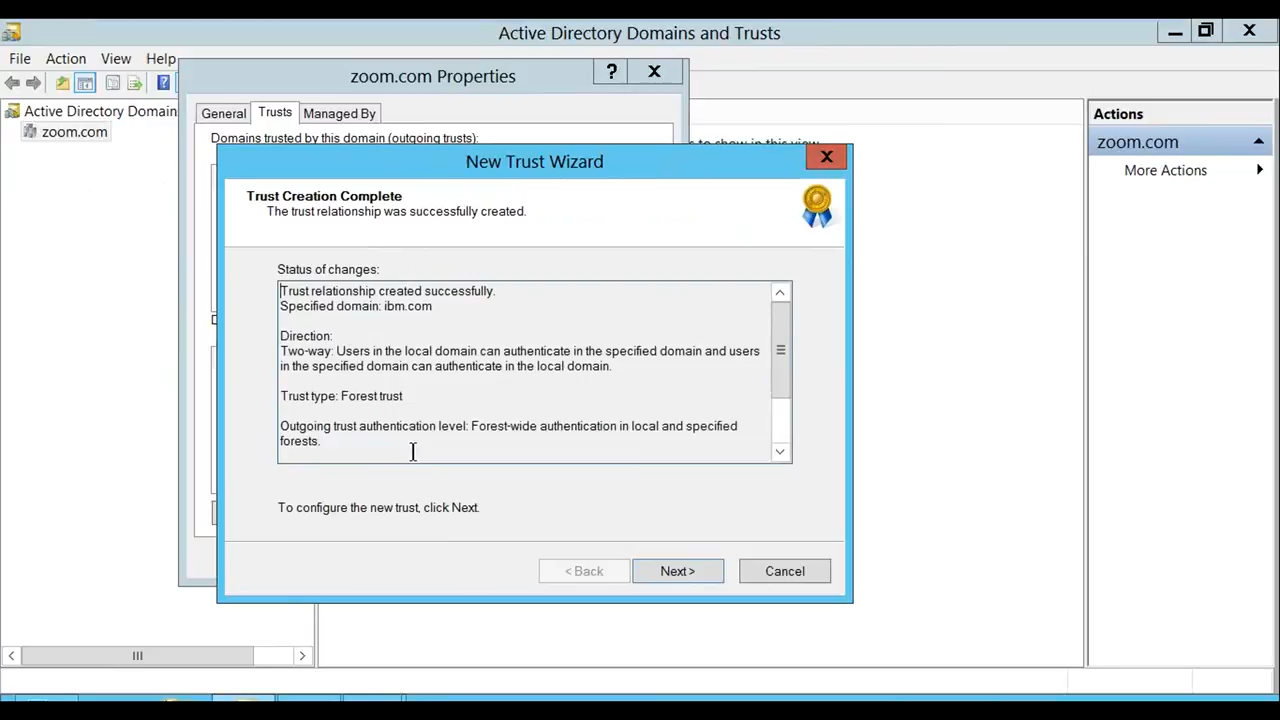 Active Directory Domains and Trusts
File Action View Help
zoom.com Properties
?
Active Directory Domain
zoom.com
General Trusts Managed By
Domains trusted by this domain (outgoing trusts):
to show in this view.
New Trust Wizard
Trust Creation Complete
The trust relationship was successfully created.
Status of changes:
Trust relationship created successfully.
Specified domain: ibm.com
Direction:
Two-way: Users in the local domain can authenticate in the specified domain and users
in the specified domain can authenticate in the local domain.
Trust type: Forest trust
Outgoing trust authentication level: Forest-wide authentication in local and specified
forests.
To configure the new trust, click Next.
< Back Next > Cancel
Actions
zoom.com
More Actions